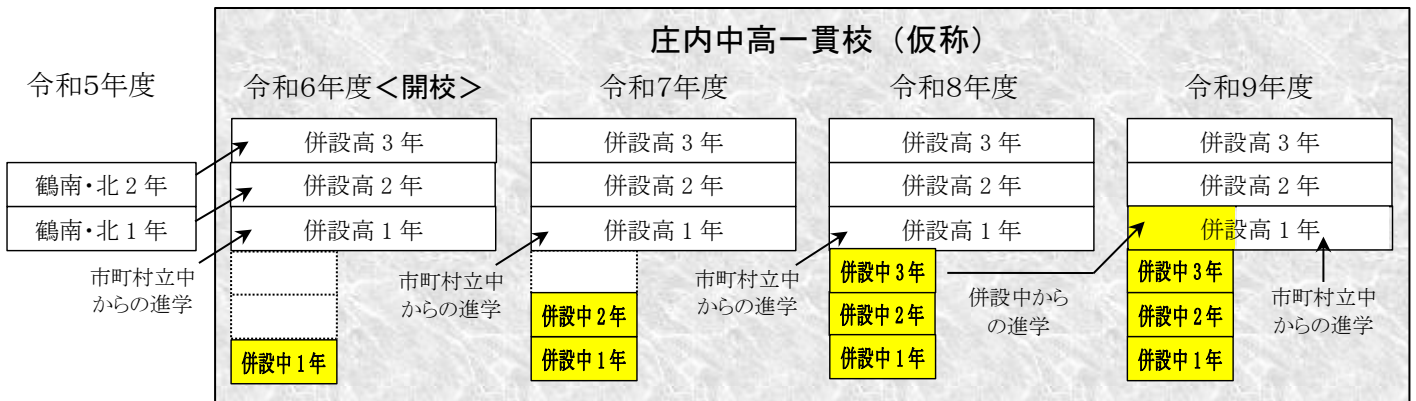 庄内中高一貫校（仮称）
令和5年度
令和6年度＜開校＞
令和7年度
令和8年度
令和9年度
併設高3年
併設高3年
併設高3年
併設高3年
鶴南・北2年
併設高2年
併設高2年
併設高2年
併設高2年
鶴南・北1年
併設高1年
併設高1年
併設高1年
併設高1年
市町村立中
からの進学
市町村立中
からの進学
市町村立中
からの進学
併設中から
の進学
市町村立中
からの進学
併設中3年
併設中3年
併設中2年
併設中2年
併設中2年
併設中1年
併設中1年
併設中1年
併設中1年